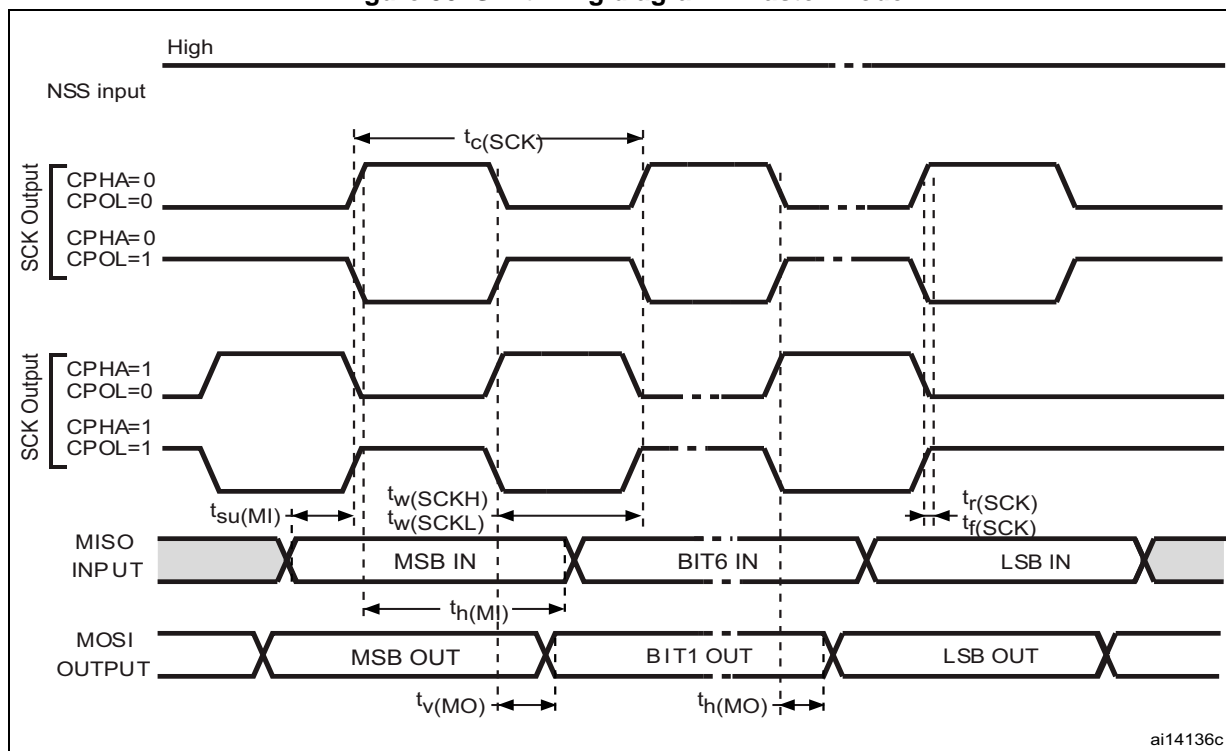 High
NSS input
tc(SCK)
SCK Output
CPHA=0
CPOL=0
CPHA=0
CPOL=1
SCK Output
CPHA=1
CPOL=0
CPHA=1
CPOL=1
tw(SCKH)
tw(SCKL)
tr(SCK)
tf(SCK)
tsu(MI)
MISO
INPUT
MSB IN
BIT6 IN
LSB IN
th(MI)
MOSI
OUTPUT
MSB OUT
BIT1 OUT
LSB OUT
tv(MO)
th(MO)
ai14136c